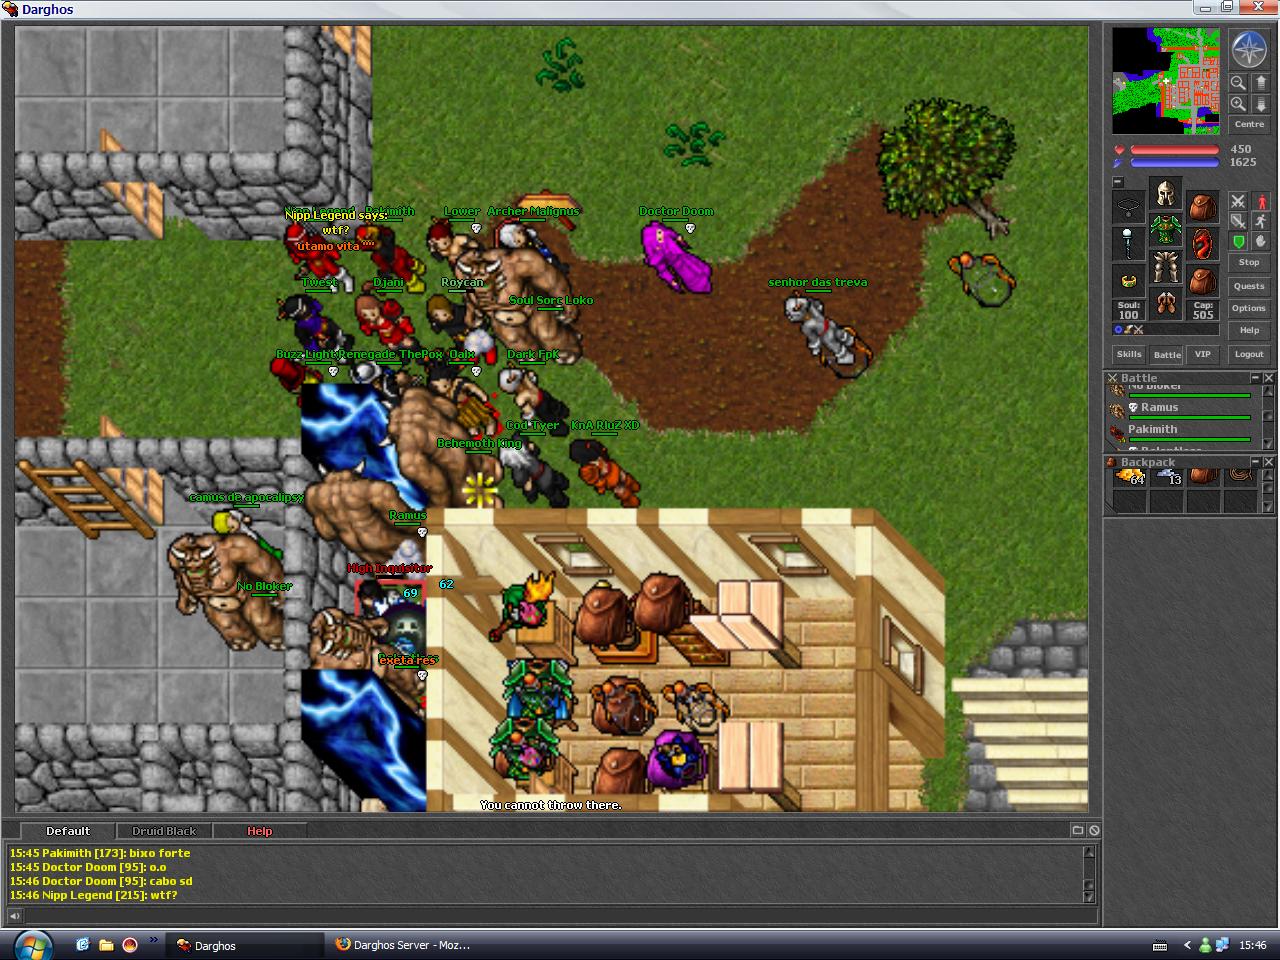 Darghos
Pakimith
Lower
Archer Malignus
Doctor Doom
Nipp Legend says:
wtf?
utamo vita """
450
1625
Centre
Twest
Djani
Roycan
senhor das treva
Soul Sorc Loko
Stop
Quests
Soul:
100
Cap:
505
Options
Help
Skills
Battle
VIP
Logout
Buzz Light
Renegade ThePox
Oalx
Dark FpK
Battle
No Bloker
Ramus
Pakimith
Cod Tyer
KnA RluZ XD
Behemoth King
Backpack
64
13
camus de apocalipsy
Ramus
High Inquisitor
62
69
No Bloker
exeta res
You cannot throw there.
Default
Druid Black
Help
15:45 Pakimith [173]: bixo forte
15:45 Doctor Doom [95]: o.o
15:46 Doctor Doom [95]: cabo sd
15:46 Nipp Legend [215]: wtf?
Darghos
Darghos Server - Moz...
15:46